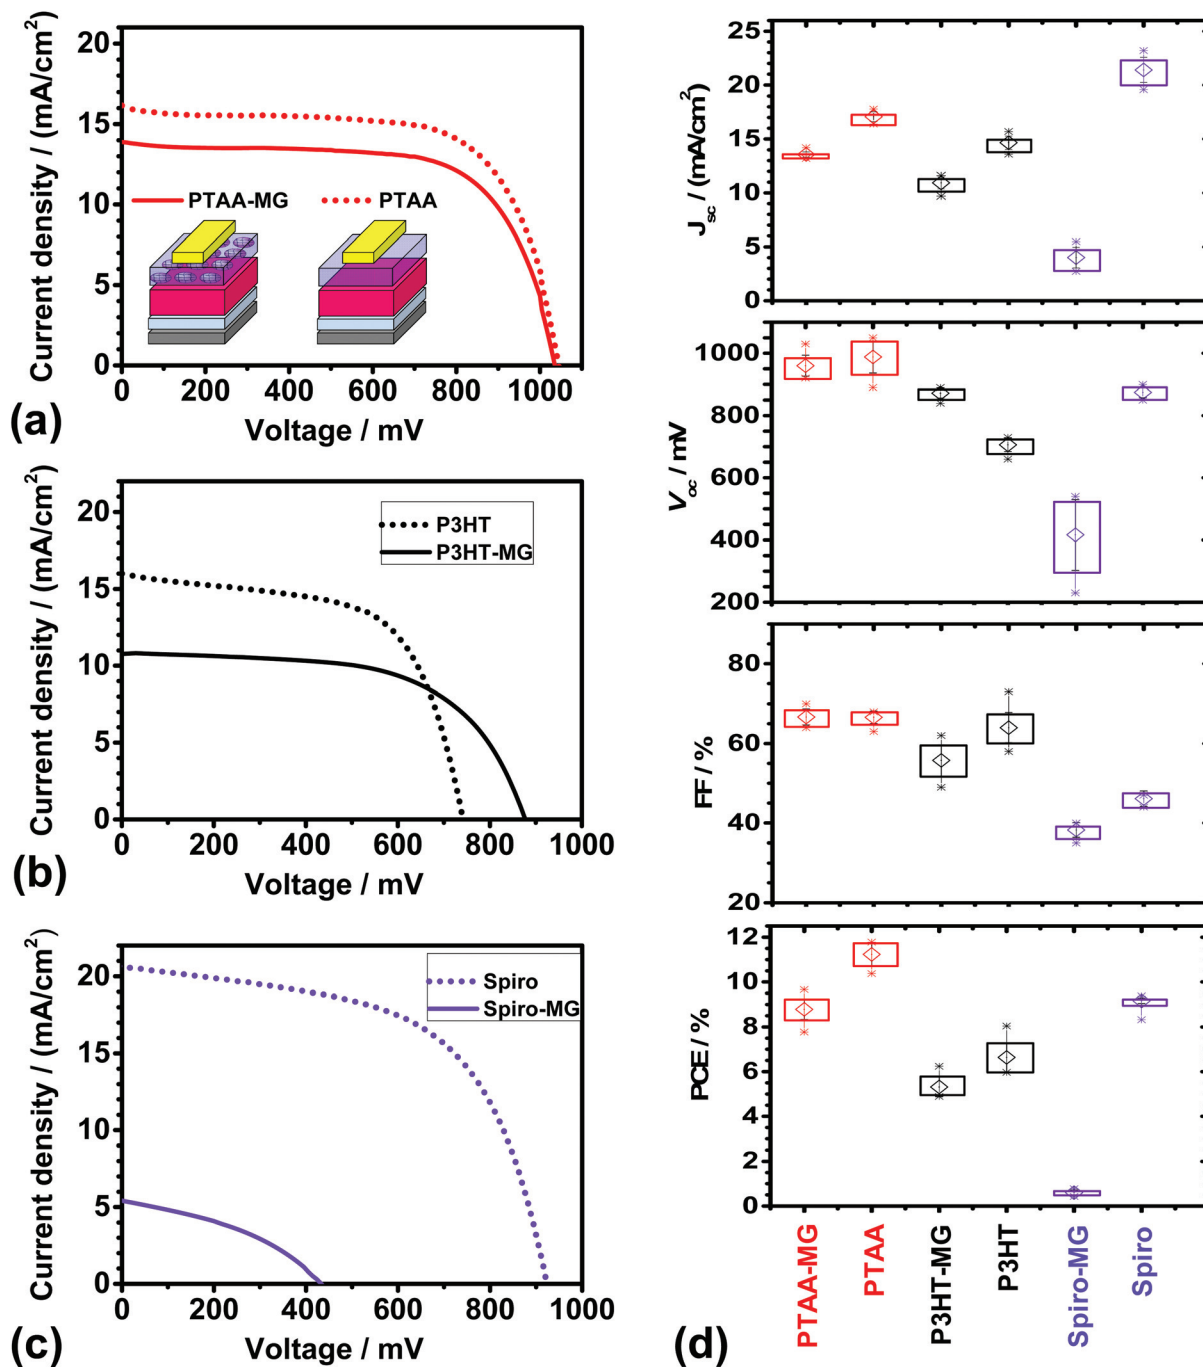 (a)
Current density / (mA/cm²)
20
15
10
5
0
PTAA-MG
PTAA
0 200 400 600 800 1000
Voltage / mV
(b)
Current density / (mA/cm²)
20
15
10
5
0
P3HT
P3HT-MG
0 200 400 600 800 1000
Voltage / mV
(c)
Current density / (mA/cm²)
20
15
10
5
0
Spiro
Spiro-MG
0 200 400 600 800 1000
Voltage / mV
(d)
J_sc / (mA/cm²)
25
20
15
10
5
0
V_oc / mV
1000
800
600
400
200
FF / %
80
60
40
20
PCE / %
12
10
8
6
4
2
0
PTAA-MG
PTAA
P3HT-MG
P3HT
Spiro-MG
Spiro